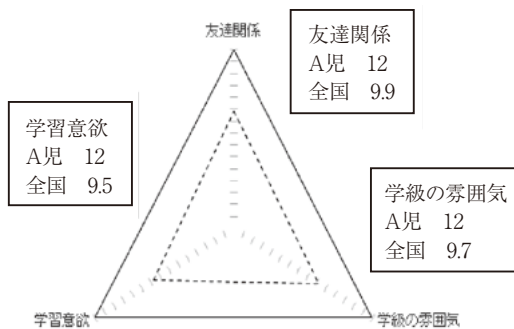 友達関係
友達関係
A児 12
全国 9.9
学習意欲
A児 12
全国 9.5
学級の雰囲気
A児 12
全国 9.7
学習意欲
学級の雰囲気